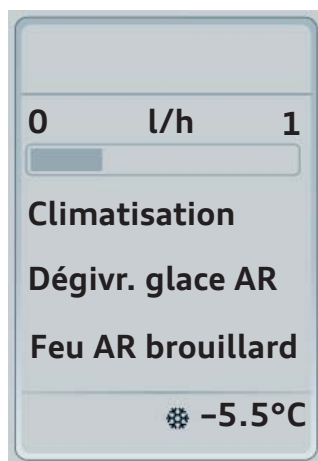 0 l/h 1
Climatisation
Dégivr. glace AR
Feu AR brouillard
−5.5°C